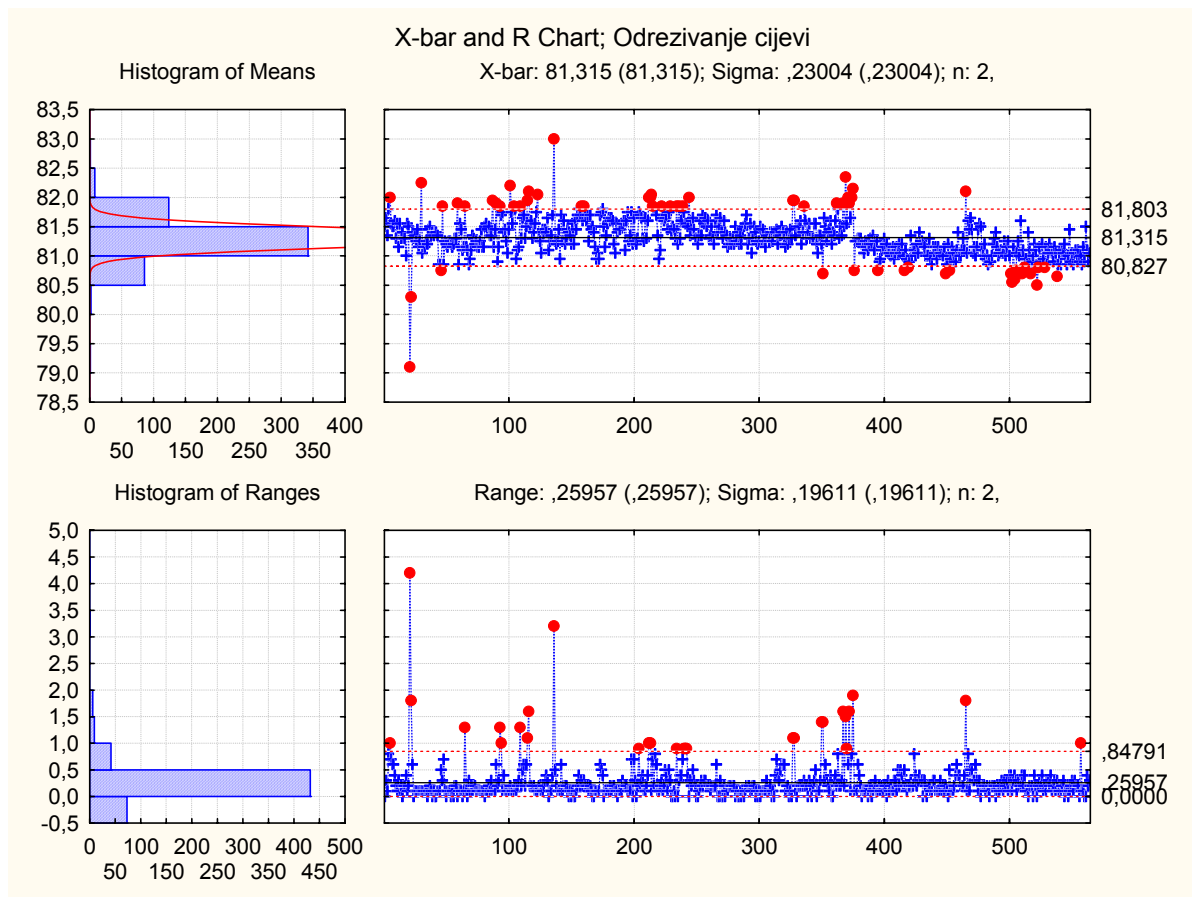 X-bar and R Chart; Odrezivanje cijevi
Histogram of Means
X-bar: 81,315 (81,315); Sigma: ,23004 (,23004); n: 2,
83,5
83,0
82,5
82,0
81,5
81,0
80,5
80,0
79,5
79,0
78,5
0 100 200 300 400
50 150 250 350
100 200 300 400 500
81,803
81,315
80,827
Histogram of Ranges
Range: ,25957 (,25957); Sigma: ,19611 (,19611); n: 2,
5,0
4,5
4,0
3,5
3,0
2,5
2,0
1,5
1,0
0,5
0,0
-0,5
0 100 200 300 400 500
50 150 250 350 450
100 200 300 400 500
,84791
,25957
0,0000